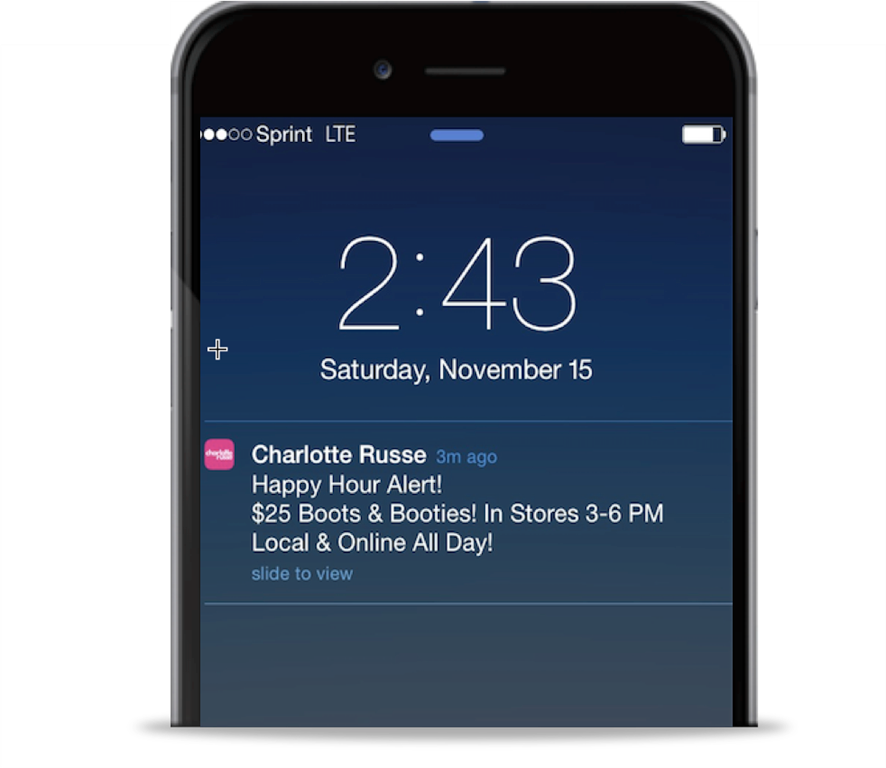 Sprint LTE
2:43
Saturday, November 15
Charlotte Russe 3m ago
Happy Hour Alert!
$25 Boots & Booties! In Stores 3-6 PM
Local & Online All Day!
slide to view